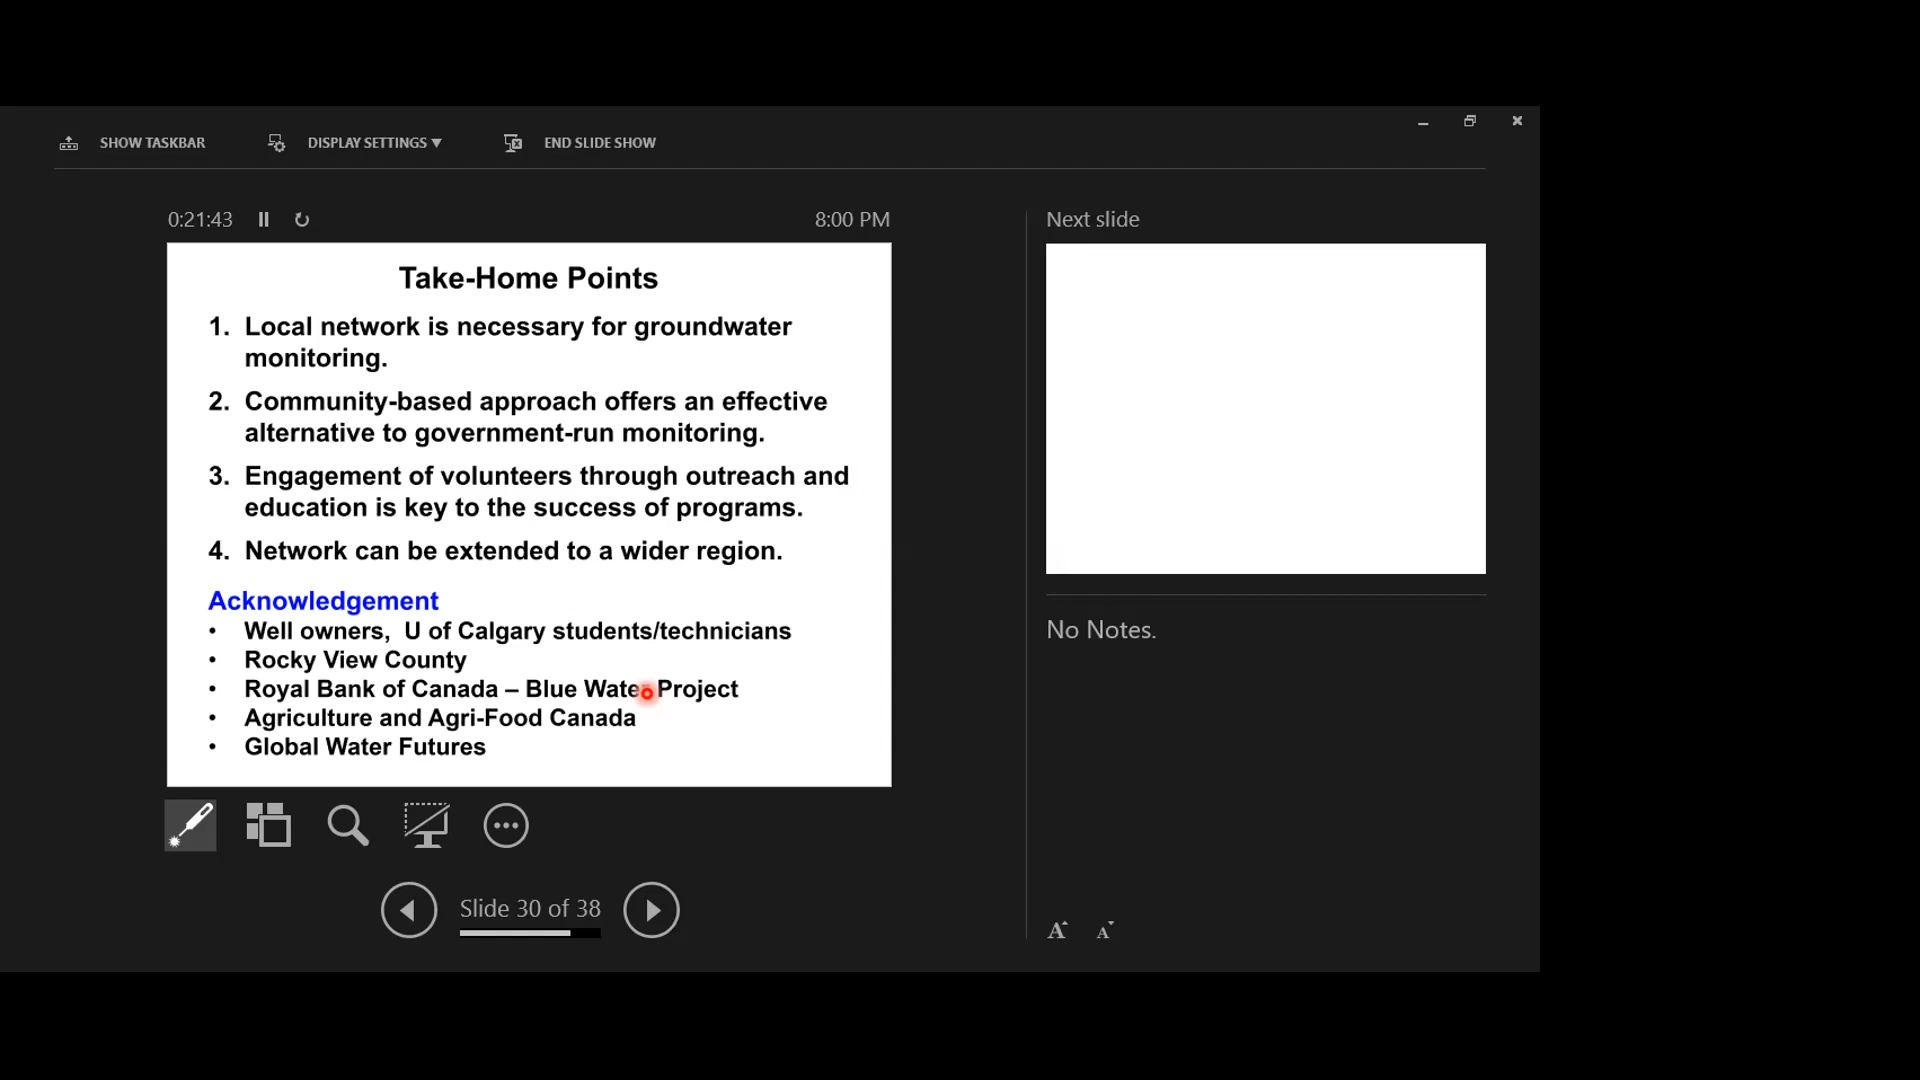 SHOW TASKBAR
DISPLAY SETTINGS ▼
END SLIDE SHOW
0:21:43
8:00 PM
Next slide
Take-Home Points
1. Local network is necessary for groundwater
monitoring.
2. Community-based approach offers an effective
alternative to government-run monitoring.
3. Engagement of volunteers through outreach and
education is key to the success of programs.
4. Network can be extended to a wider region.
Acknowledgement
• Well owners, U of Calgary students/technicians
• Rocky View County
• Royal Bank of Canada – Blue Water Project
• Agriculture and Agri-Food Canada
• Global Water Futures
No Notes.
Slide 30 of 38
A A